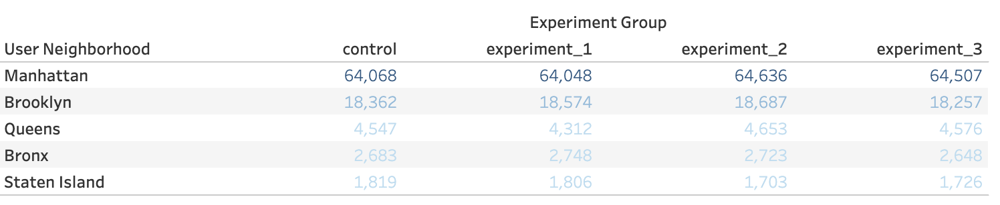 Experiment Group
User Neighborhood control experiment_1 experiment_2 experiment_3
Manhattan 64,068 64,048 64,636 64,507
Brooklyn 18,362 18,574 18,687 18,257
Queens 4,547 4,312 4,653 4,576
Bronx 2,683 2,748 2,723 2,648
Staten Island 1,819 1,806 1,703 1,726